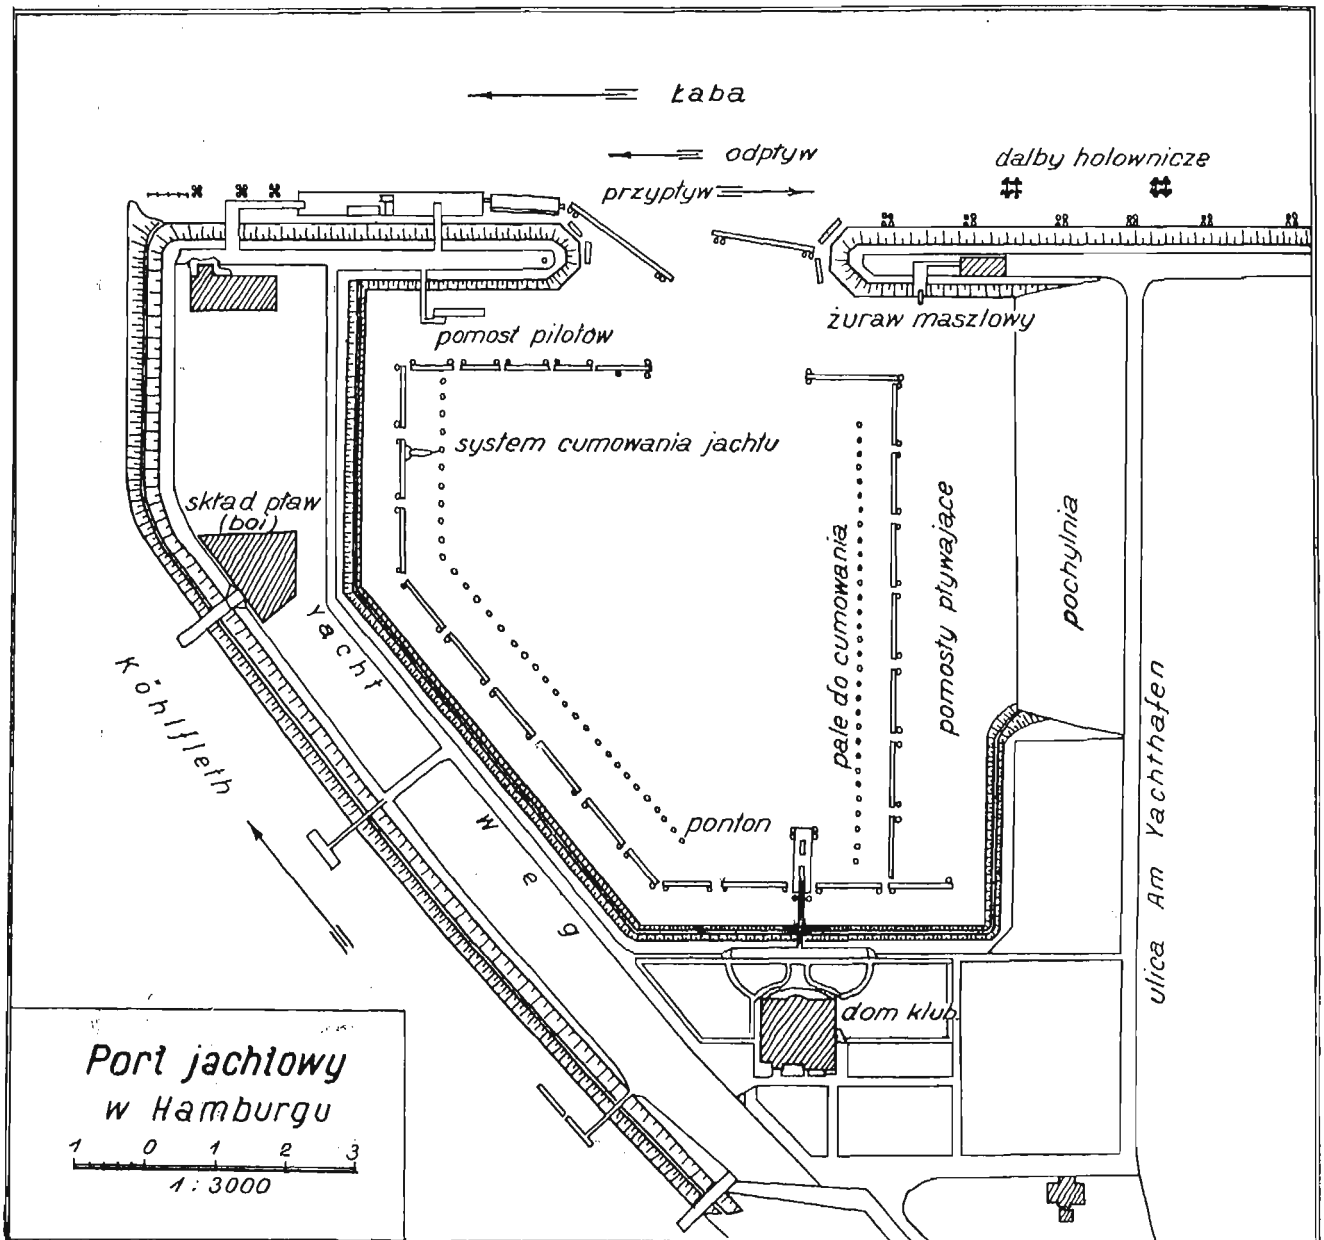 Łaba
odpływ
przypływ
dalby holownicze
żuraw masztowy
pomost pilotów
system cumowania jachtu
skład pław
(boi)
pale do cumowania
pomosty pływające
pochylnia
Yacht Weg
Köhlfleth
ponton
ulica Am Yachthafen
dom klub.
Port jachtowy
w Hamburgu
1 0 1 2 3
1:3000